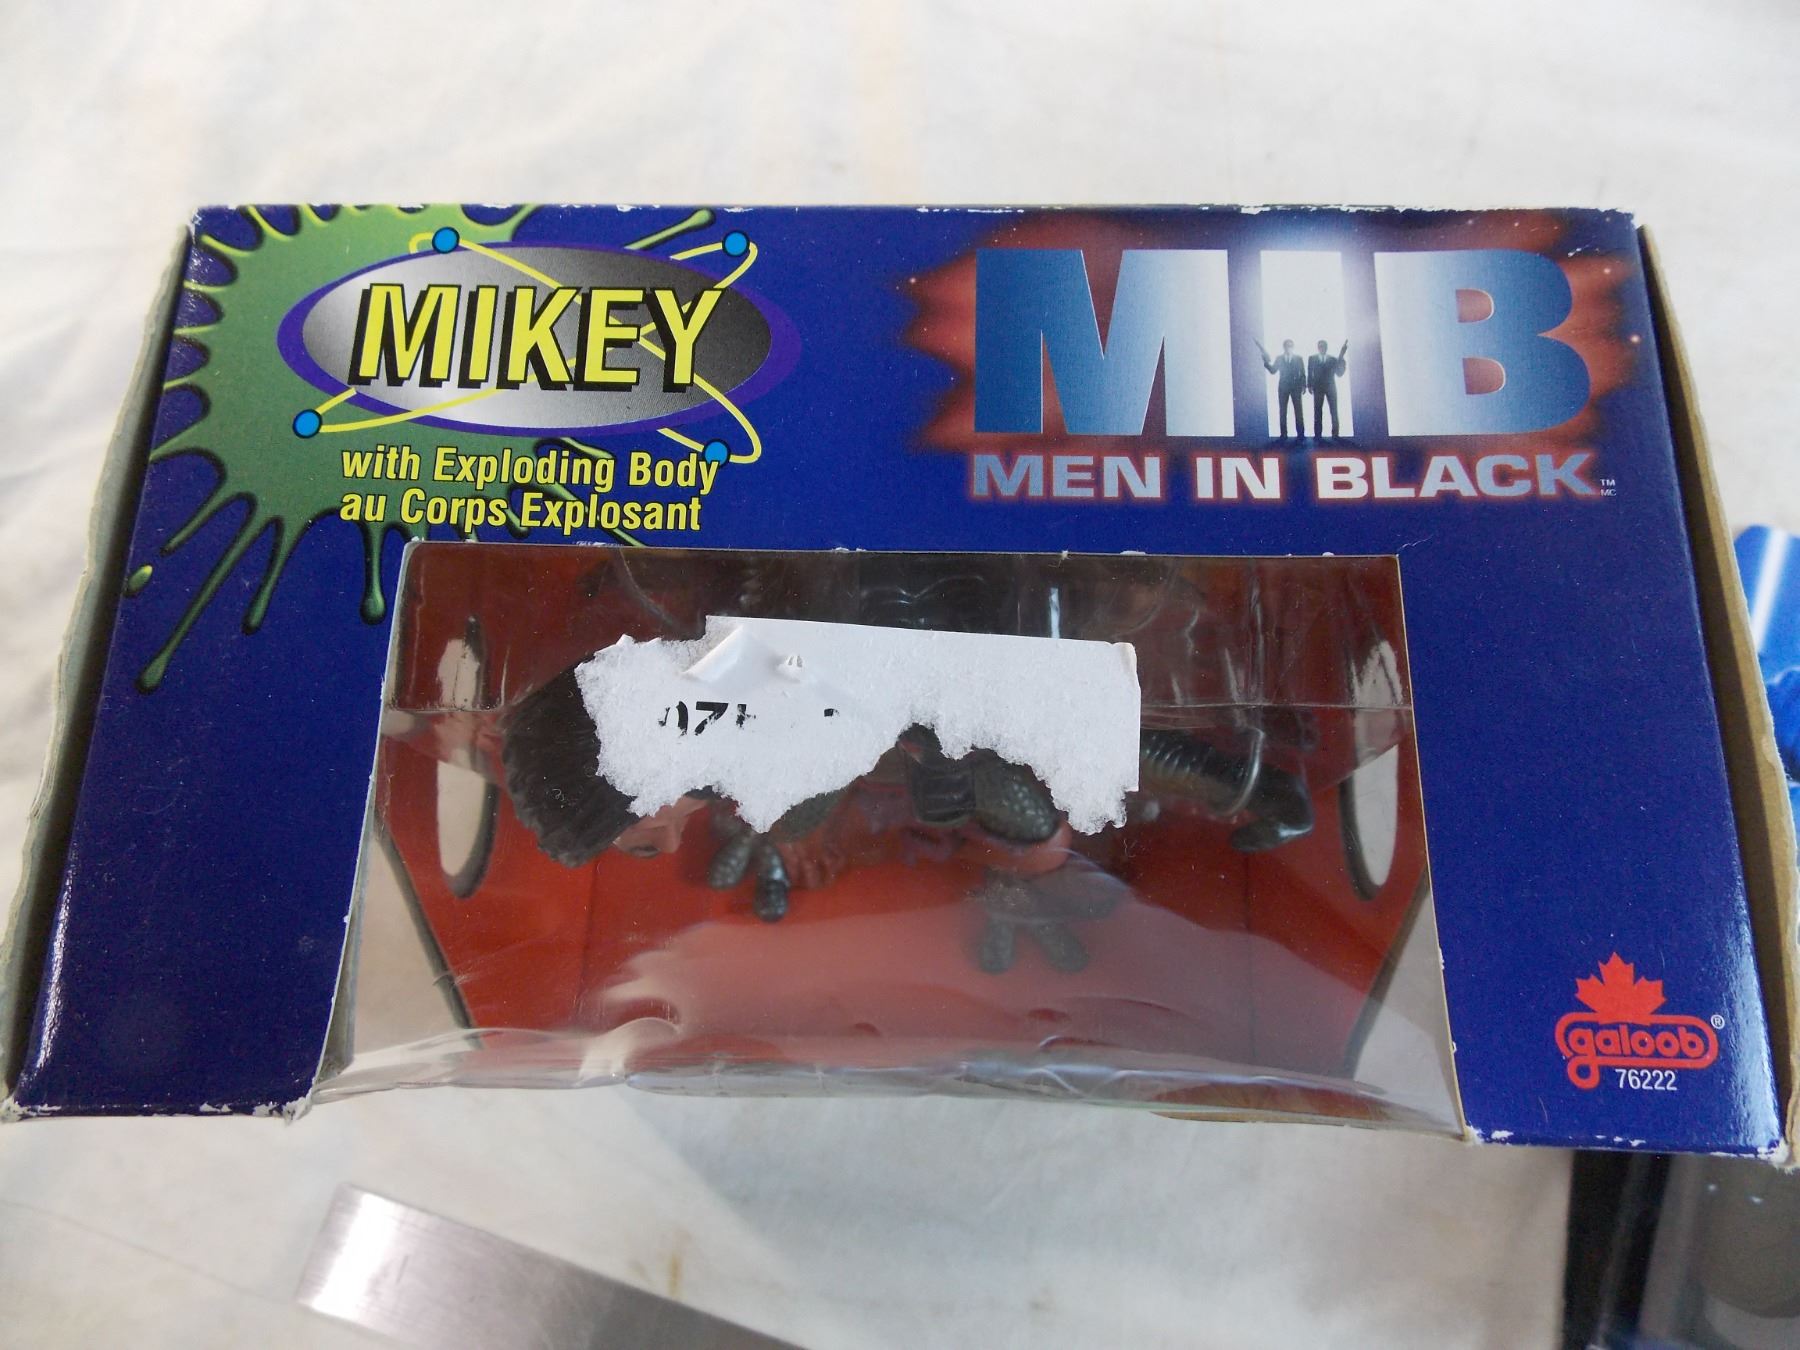 MIKEY
with Exploding Body
au Corps Explosant
MIB
MEN IN BLACK
TM
MC
galoob®
76222